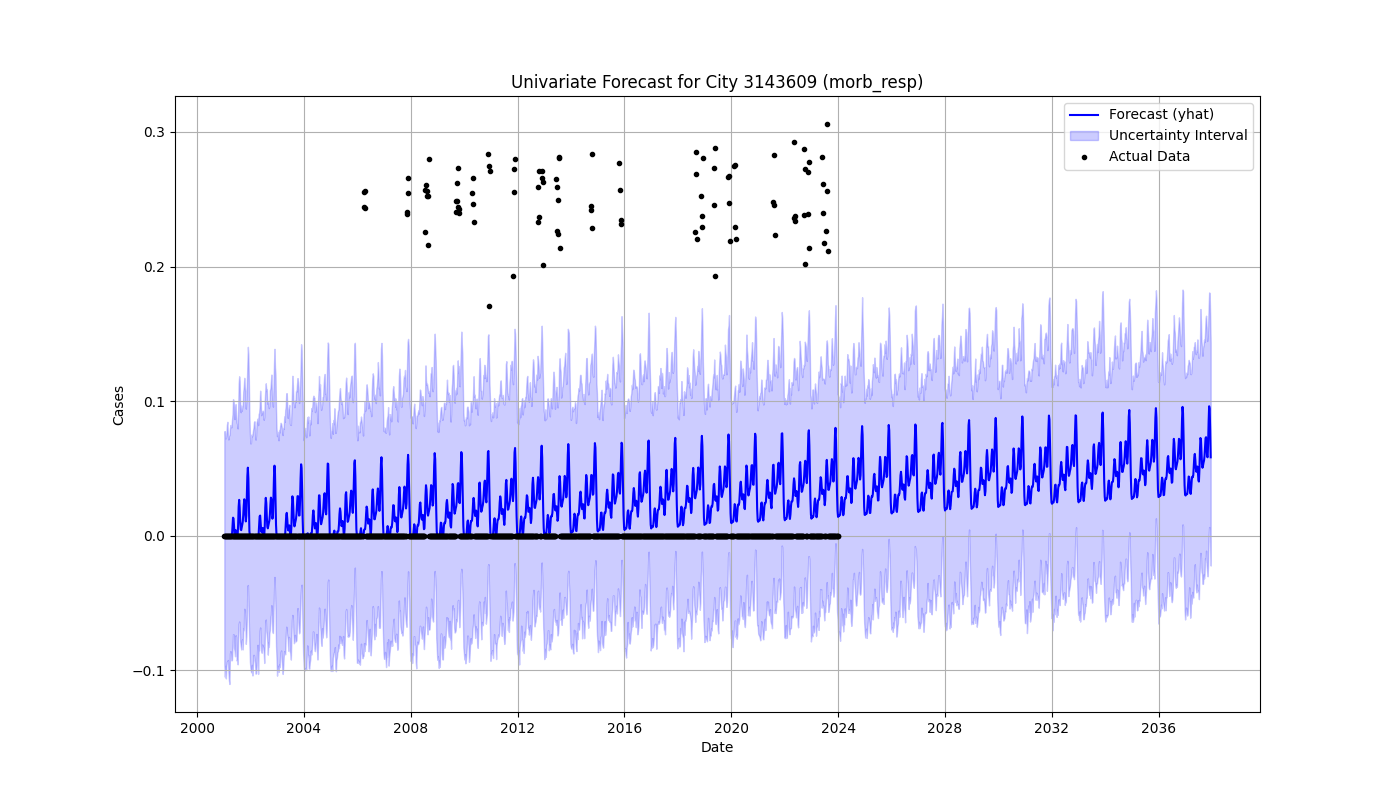 Univariate Forecast for City 3143609 (morb_resp)
Forecast (yhat)
Uncertainty Interval
Actual Data
Cases
0.3
0.2
0.1
0.0
−0.1
2000 2004 2008 2012 2016 2020 2024 2028 2032 2036
Date